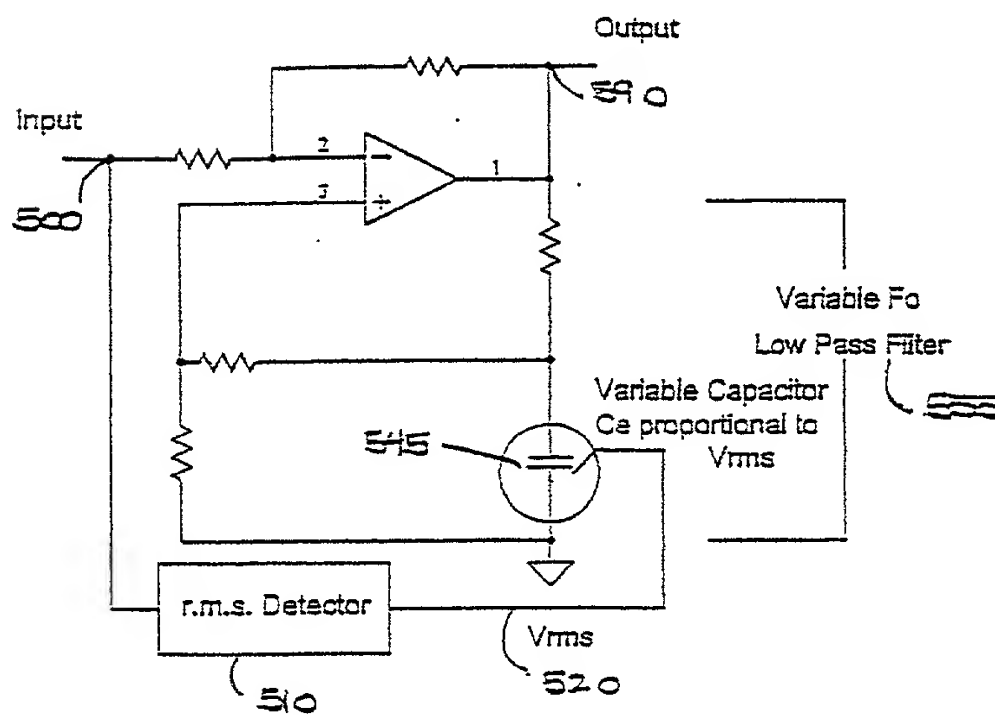 Output
590
Input
500
2
1
3
Variable Fo
Low Pass Filter
Variable Capacitor
Ce proportional to
Vrms
545
r.m.s. Detector
Vrms
510
520